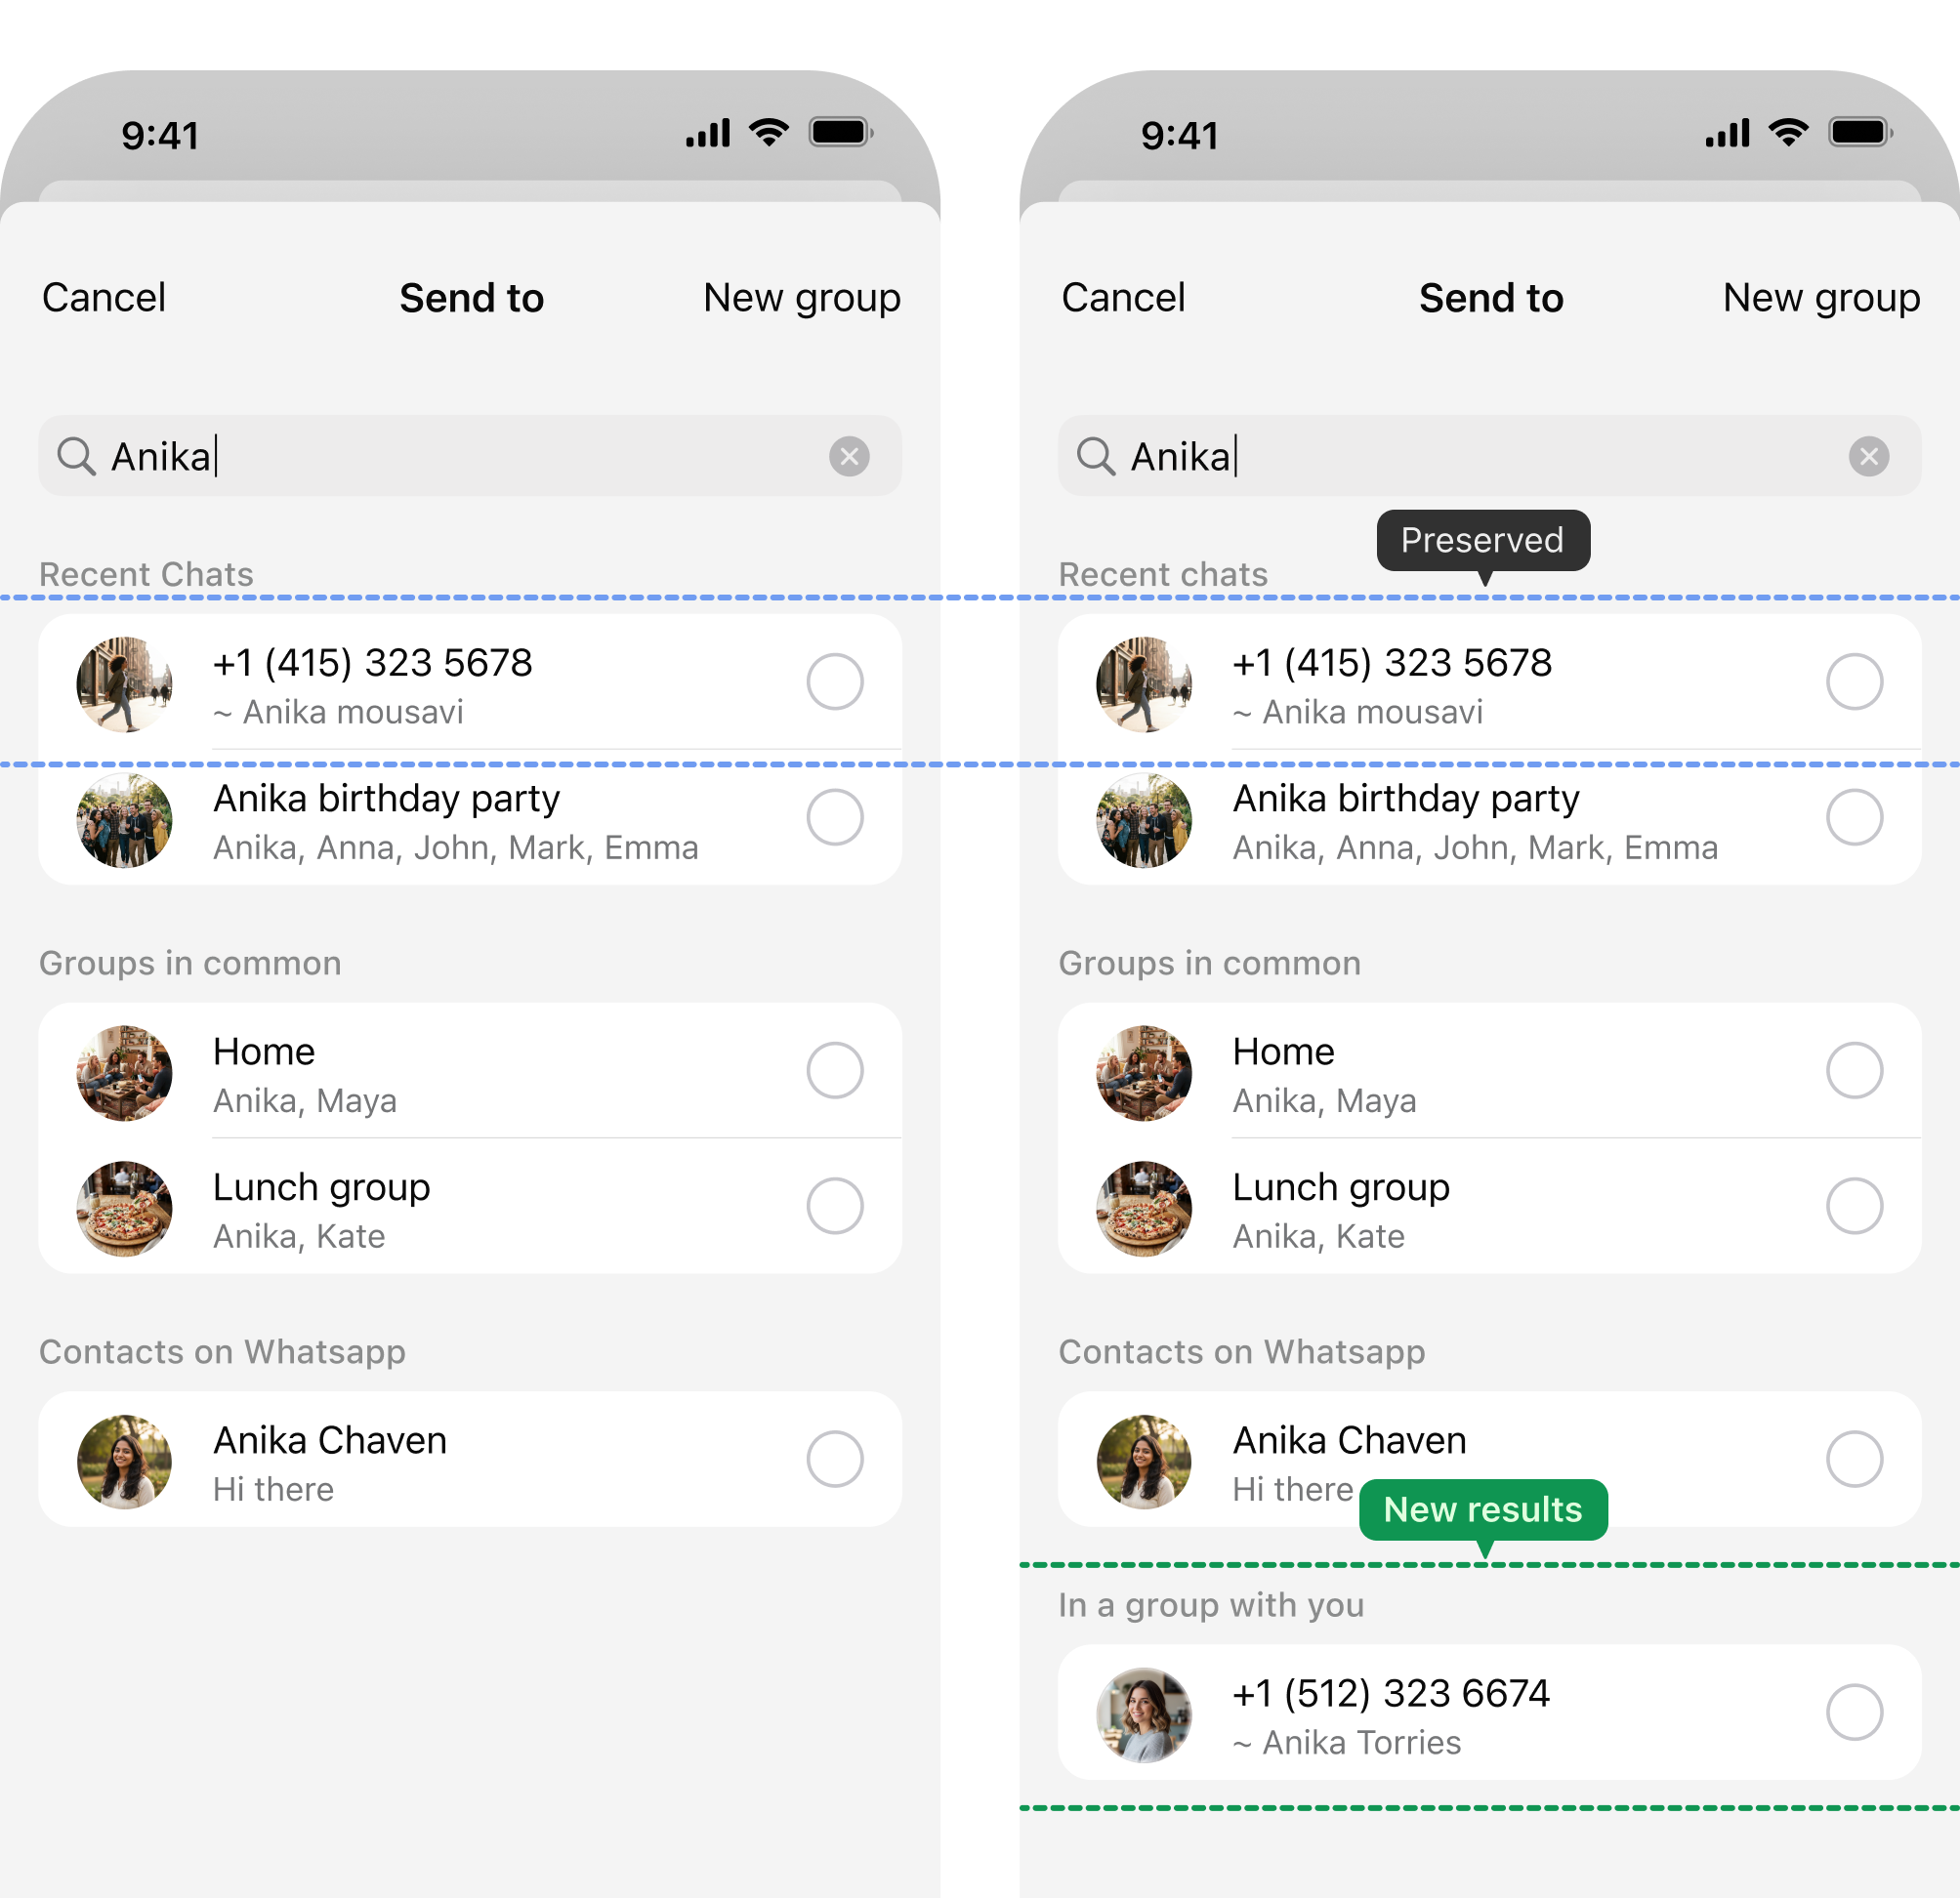 9:41
Cancel Send to New group
Anika
Recent Chats
+1 (415) 323 5678
~ Anika mousavi
Anika birthday party
Anika, Anna, John, Mark, Emma
Groups in common
Home
Anika, Maya
Lunch group
Anika, Kate
Contacts on Whatsapp
Anika Chaven
Hi there
9:41
Cancel Send to New group
Anika
Preserved
Recent chats
+1 (415) 323 5678
~ Anika mousavi
Anika birthday party
Anika, Anna, John, Mark, Emma
Groups in common
Home
Anika, Maya
Lunch group
Anika, Kate
Contacts on Whatsapp
Anika Chaven
Hi there
New results
In a group with you
+1 (512) 323 6674
~ Anika Torries